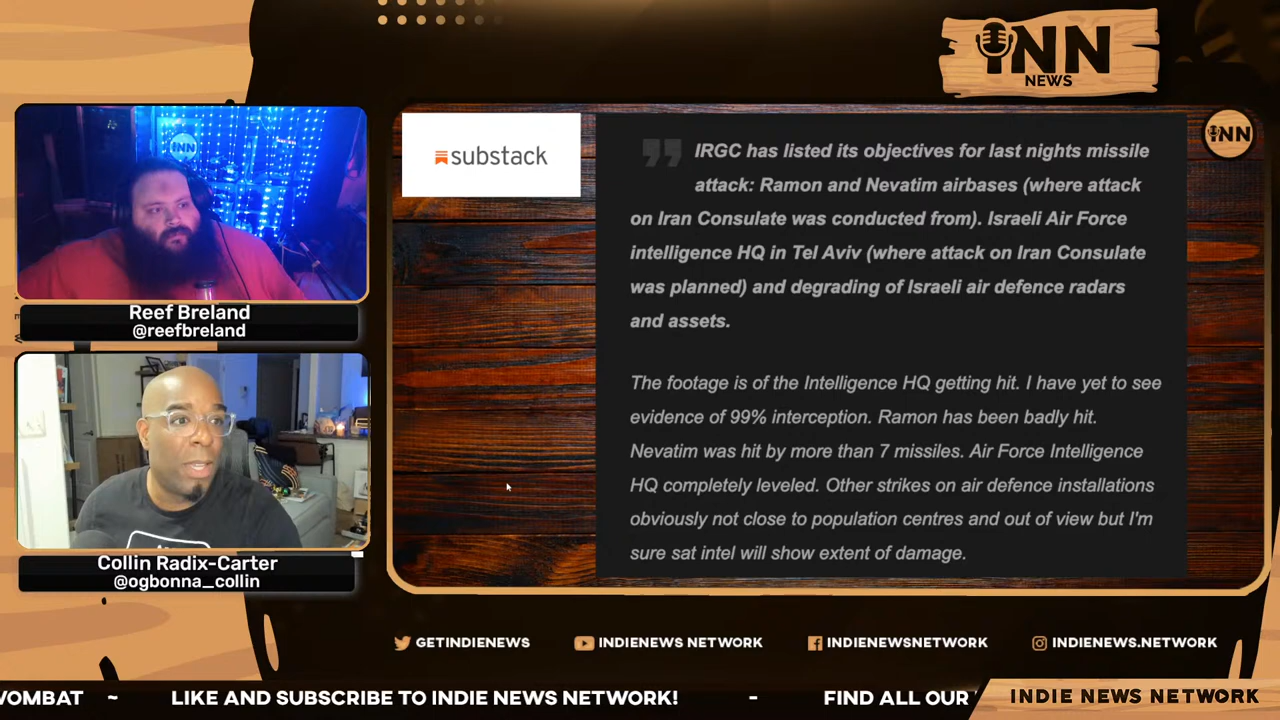 INN
NEWS
INN
INN
substack
IRGC has listed its objectives for last nights missile
attack: Ramon and Nevatim airbases (where attack
on Iran Consulate was conducted from). Israeli Air Force
intelligence HQ in Tel Aviv (where attack on Iran Consulate
was planned) and degrading of Israeli air defence radars
and assets.
The footage is of the Intelligence HQ getting hit. I have yet to see
evidence of 99% interception. Ramon has been badly hit.
Nevatim was hit by more than 7 missiles. Air Force Intelligence
HQ completely leveled. Other strikes on air defence installations
obviously not close to population centres and out of view but I'm
sure sat intel will show extent of damage.
Reef Breland
@reefbreland
Collin Radix-Carter
@ogbonna_collin
GETINDIENEWS
INDIENEWS NETWORK
INDIENEWSNETWORK
INDIENEWS.NETWORK
WOMBAT ~ LIKE AND SUBSCRIBE TO INDIE NEWS NETWORK! - FIND ALL OUR
INDIE NEWS NETWORK